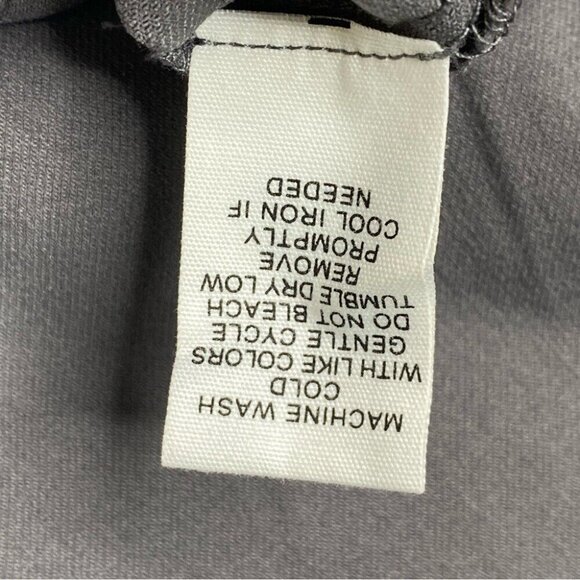 MACHINE WASH
COLD
WITH LIKE COLORS
GENTLE CYCLE
DO NOT BLEACH
TUMBLE DRY LOW
REMOVE
PROMPTLY
COOL IRON IF
NEEDED